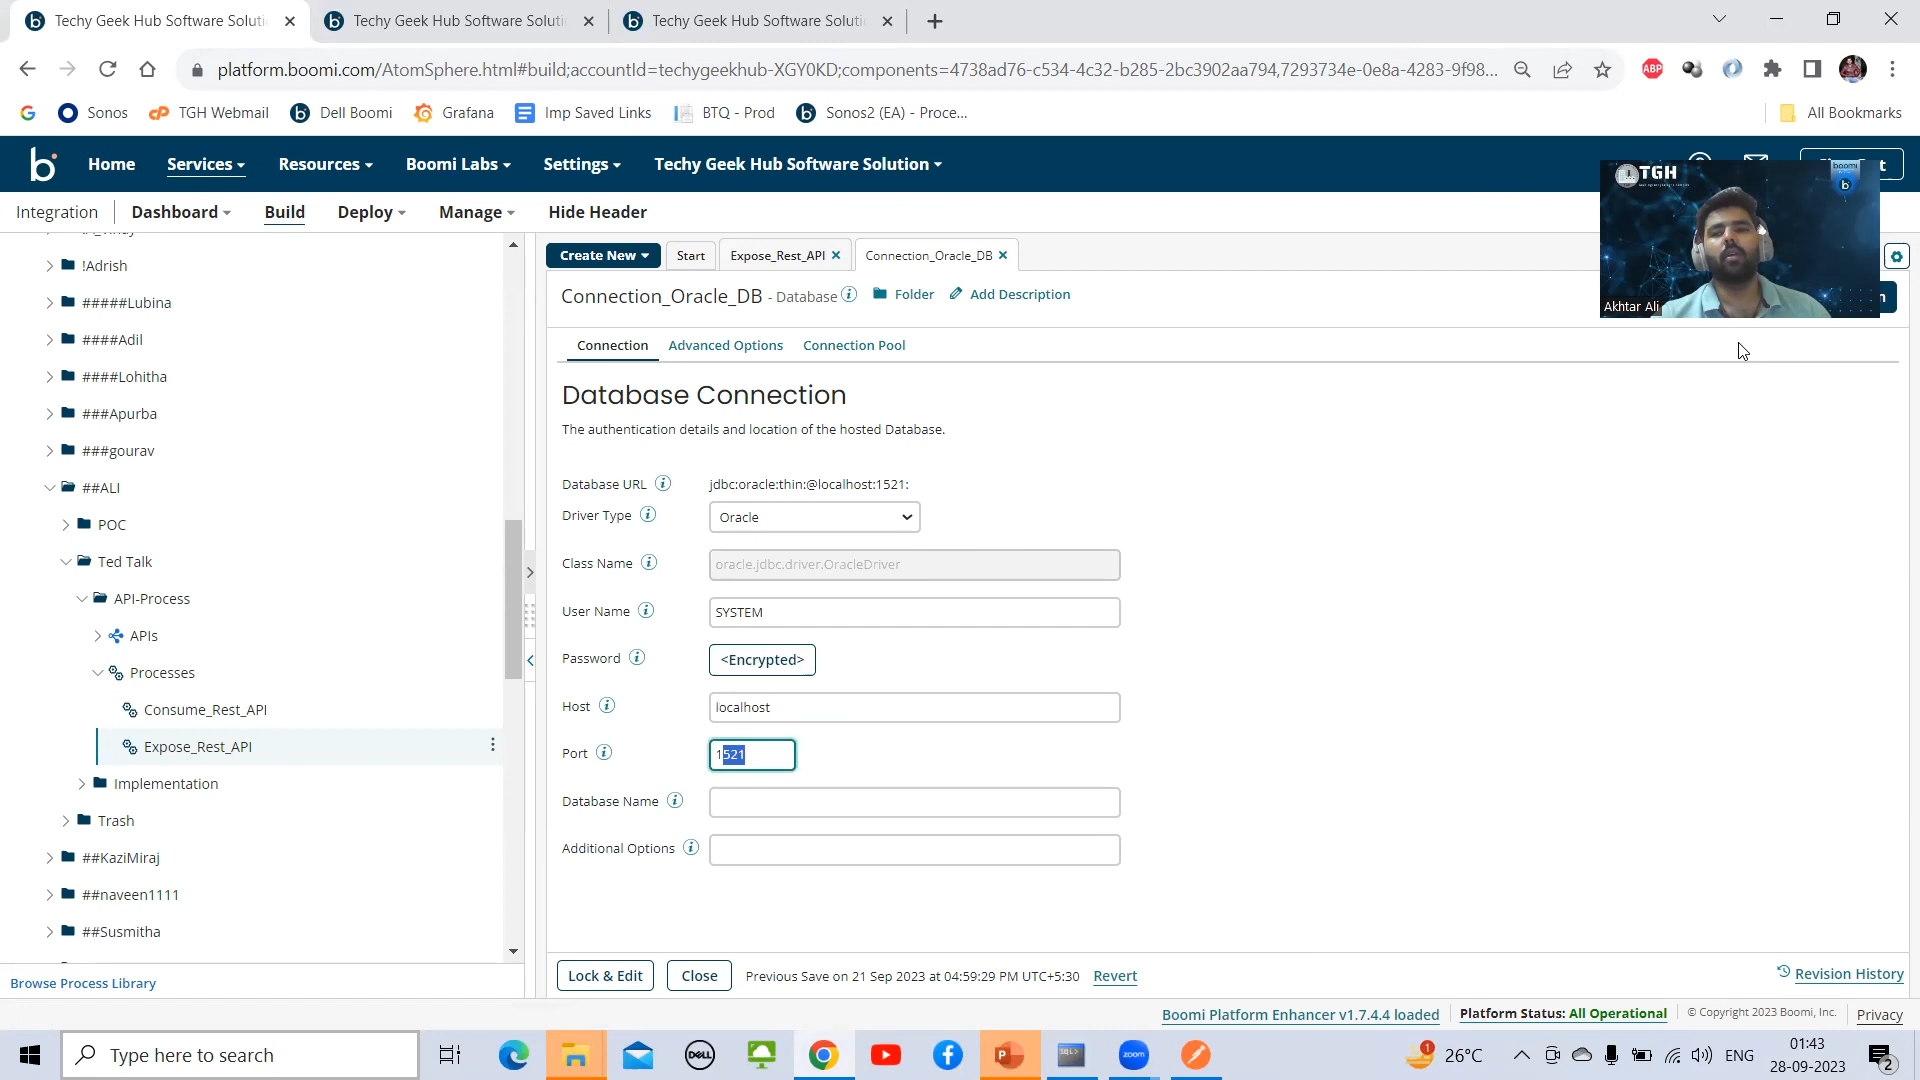 Techy Geek Hub Software Soluti
Techy Geek Hub Software Soluti
Techy Geek Hub Software Soluti
platform.boomi.com/AtomSphere.html#build;accountId=techygeekhub-XGY0KD;components=4738ad76-c534-4c32-b285-2bc3902aa794,7293734e-0e8a-4283-9f98...
ABP
Sonos
TGH Webmail
Dell Boomi
Grafana
Imp Saved Links
BTQ - Prod
Sonos2 (EA) - Proce...
All Bookmarks
Home
Services
Resources
Boomi Labs
Settings
Techy Geek Hub Software Solution
Integration
Dashboard
Build
Deploy
Manage
Hide Header
TGH
boomi
Akhtar Ali
!Adrish
#####Lubina
####Adil
####Lohitha
###Apurba
###gourav
##ALI
POC
Ted Talk
API-Process
APIs
Processes
Consume_Rest_API
Expose_Rest_API
Implementation
Trash
##KaziMiraj
##naveen1111
##Susmitha
Browse Process Library
Create New
Start
Expose_Rest_API
Connection_Oracle_DB
Connection_Oracle_DB - Database
Folder
Add Description
Connection
Advanced Options
Connection Pool
Database Connection
The authentication details and location of the hosted Database.
Database URL
jdbc:oracle:thin:@localhost:1521:
Driver Type
Oracle
Class Name
oracle.jdbc.driver.OracleDriver
User Name
SYSTEM
Password
<Encrypted>
Host
localhost
Port
1521
Database Name
Additional Options
Lock & Edit
Close
Previous Save on 21 Sep 2023 at 04:59:29 PM UTC+5:30
Revert
Revision History
Boomi Platform Enhancer v1.7.4.4 loaded
Platform Status: All Operational
© Copyright 2023 Boomi, Inc.
Privacy
Type here to search
DELL
SQL>
zoom
1
26°C
ENG
01:43
28-09-2023
2